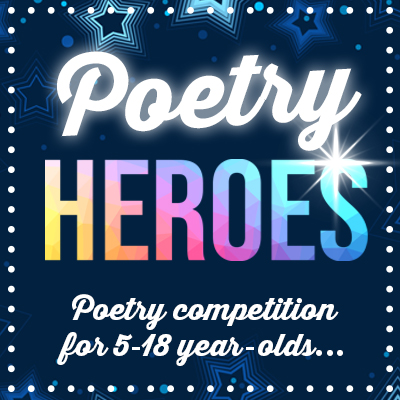 Poetry
HEROES
Poetry competition
for 5-18 year-olds...